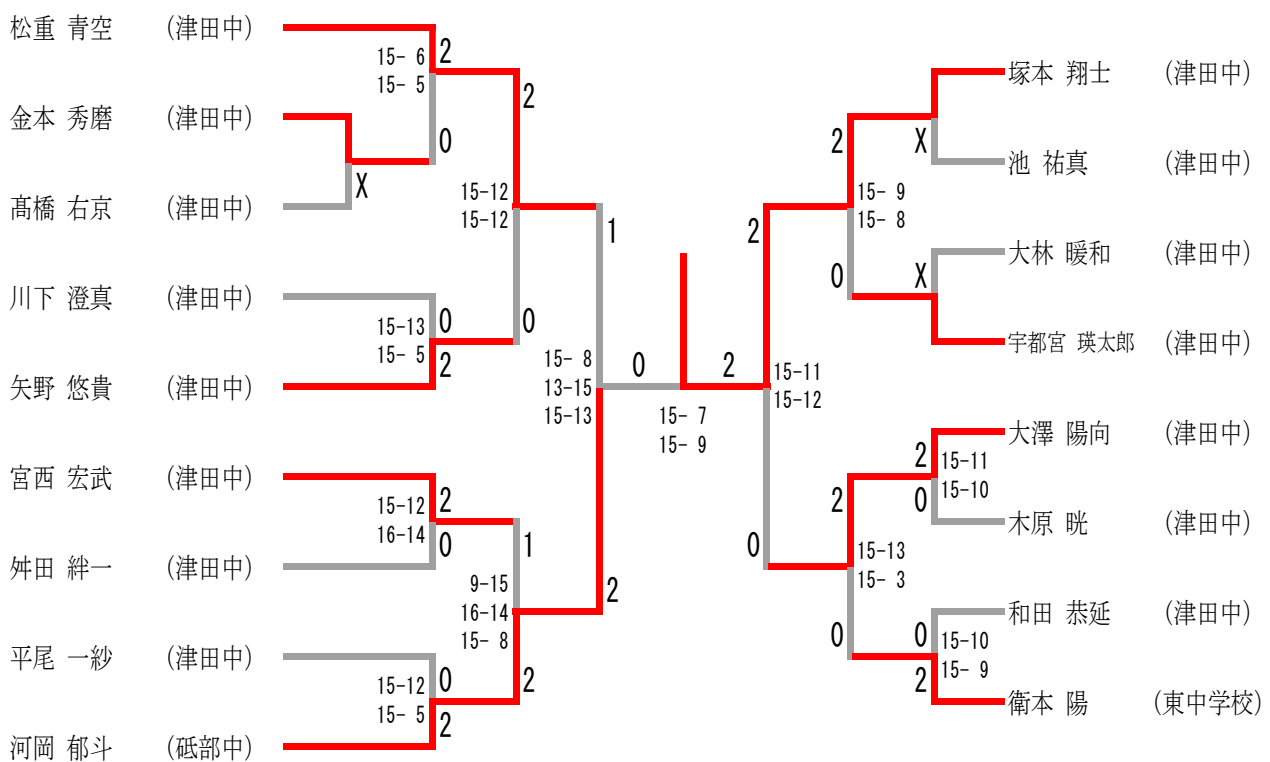 松重 青空 (津田中)
15- 6 2
15- 5
2
金本 秀磨 (津田中)
0
X
髙橋 右京 (津田中)
15-12
15-12
1
川下 澄真 (津田中)
15-13 0
15- 5 2
0
矢野 悠貴 (津田中)
15- 8
13-15
15-13
0
宮西 宏武 (津田中)
15-12 2
16-14 0
1
舛田 絆一 (津田中)
9-15
16-14
15- 8
2
平尾 一紗 (津田中)
15-12 0
15- 5 2
2
河岡 郁斗 (砥部中)
15- 7
15- 9
2
塚本 翔士 (津田中)
X
2
池 祐真 (津田中)
15- 9
15- 8
2
大林 暖和 (津田中)
X
0
宇都宮 瑛太郎 (津田中)
15-11
15-12
大澤 陽向 (津田中)
2 15-11
0 15-10
2
木原 晄 (津田中)
0
15-13
15- 3
和田 恭延 (津田中)
0 15-10
2 15- 9
0
衛本 陽 (東中学校)